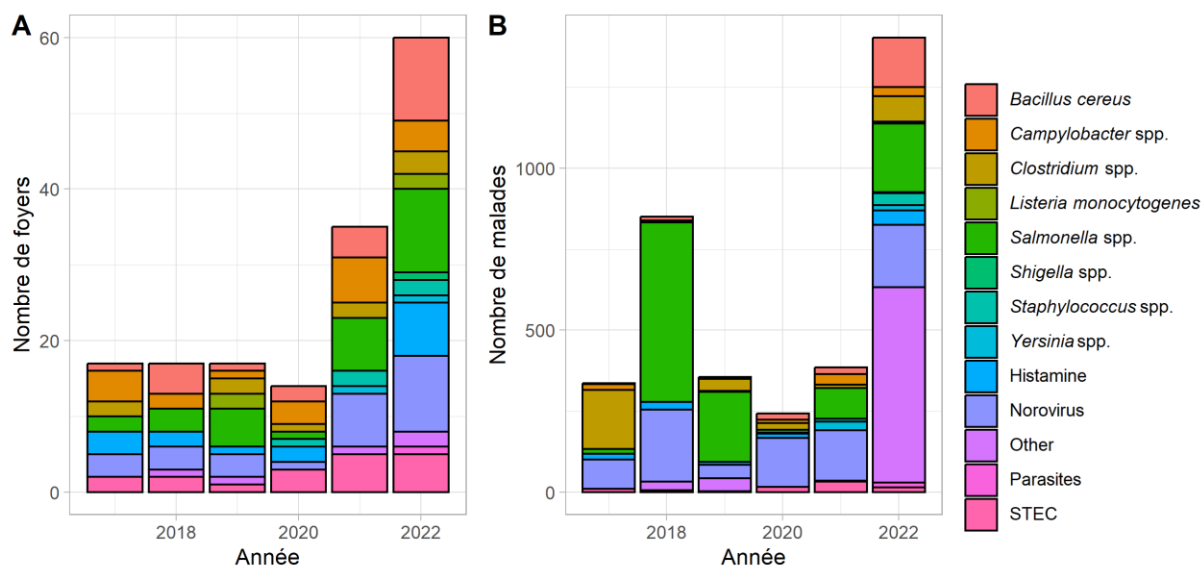 A
Nombre de foyers
60
40
20
0
2018
2020
2022
Année
B
Nombre de malades
1000
500
0
2018
2020
2022
Année
Bacillus cereus
Campylobacter spp.
Clostridium spp.
Listeria monocytogenes
Salmonella spp.
Shigella spp.
Staphylococcus spp.
Yersinia spp.
Histamine
Norovirus
Other
Parasites
STEC